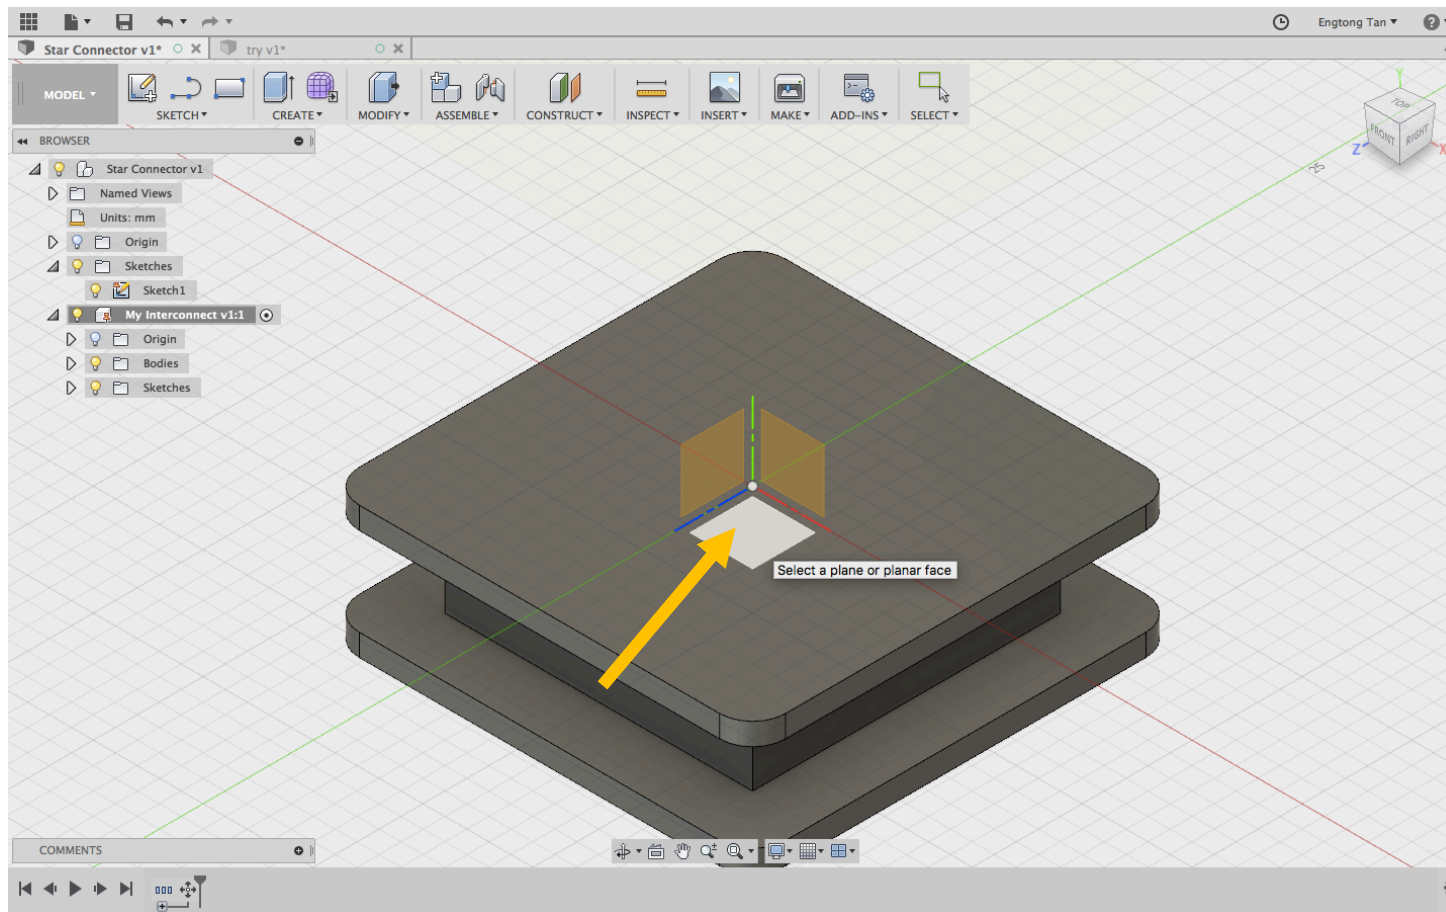 Engtong Tan
?
Star Connector v1*
try v1*
MODEL
SKETCH
CREATE
MODIFY
ASSEMBLE
CONSTRUCT
INSPECT
INSERT
MAKE
ADD-INS
SELECT
Y
TOP
FRONT
RIGHT
Z
X
25
BROWSER
Star Connector v1
Named Views
Units: mm
Origin
Sketches
Sketch1
My Interconnect v1:1
Origin
Bodies
Sketches
Select a plane or planar face
COMMENTS